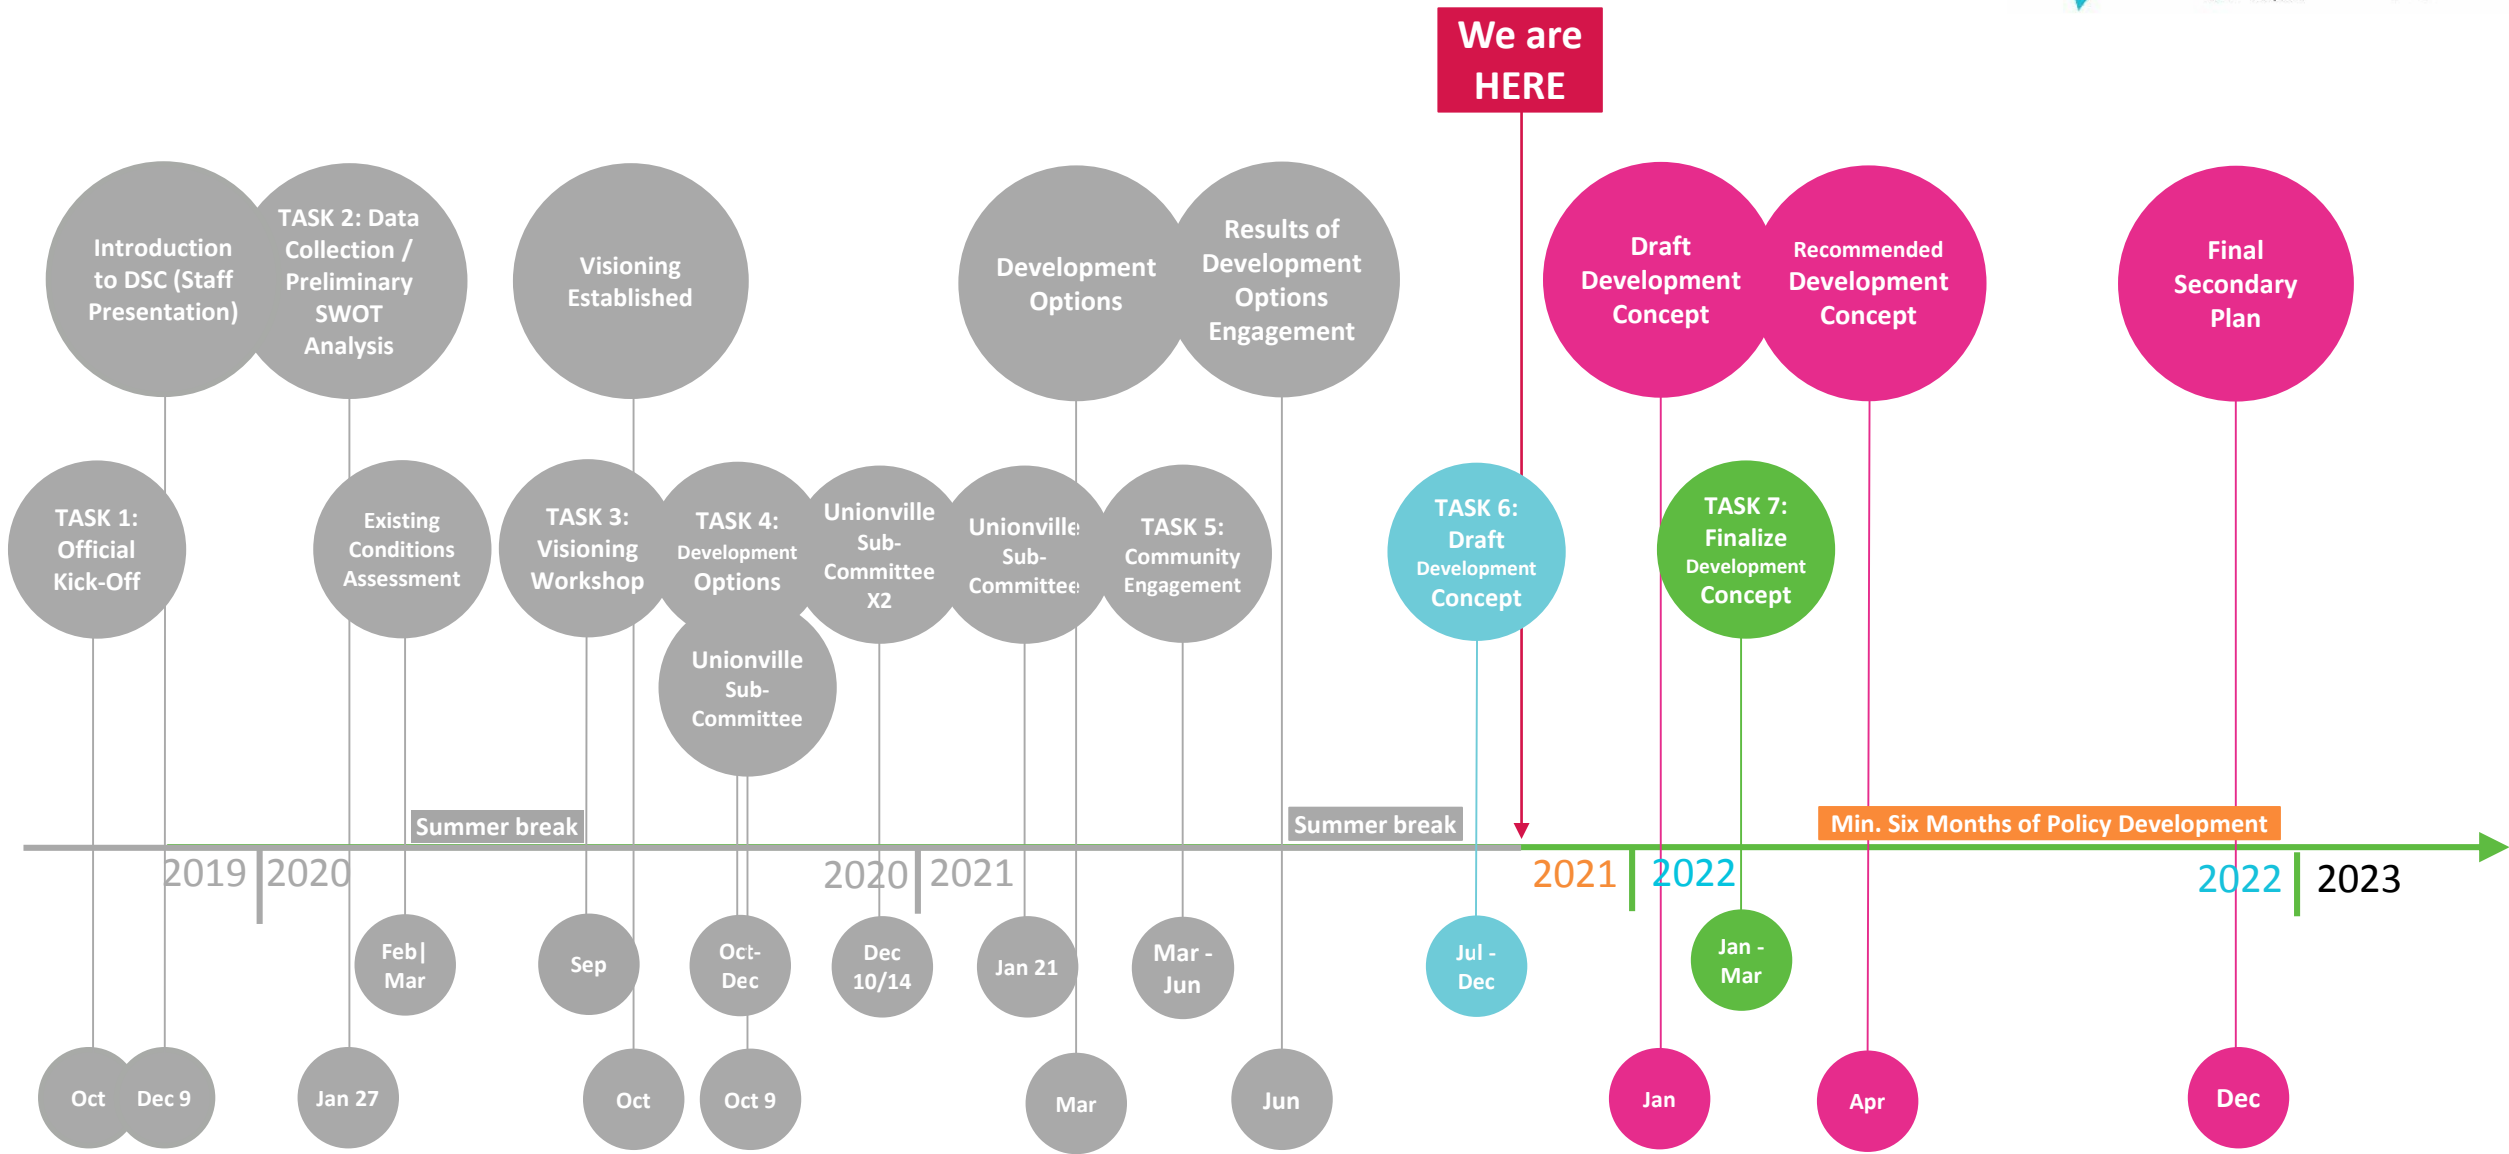 We are
HERE
Introduction
to DSC (Staff
Presentation)
TASK 2: Data
Collection /
Preliminary
SWOT
Analysis
Visioning
Established
Development
Options
Results of
Development
Options
Engagement
Draft
Development
Concept
Recommended
Development
Concept
Final
Secondary
Plan
TASK 1:
Official
Kick-Off
Existing
Conditions
Assessment
TASK 3:
Visioning
Workshop
TASK 4:
Development
Options
Unionville
Sub-
Committee
X2
Unionville
Sub-
Committee
TASK 5:
Community
Engagement
TASK 6:
Draft
Development
Concept
TASK 7:
Finalize
Development
Concept
Unionville
Sub-
Committee
Summer break
Summer break
Min. Six Months of Policy Development
2019
2020
2020
2021
2021
2022
2022
2023
Feb|
Mar
Sep
Oct-
Dec
Dec
10/14
Jan 21
Mar -
Jun
Jul -
Dec
Jan -
Mar
Oct
Dec 9
Jan 27
Oct
Oct 9
Mar
Jun
Jan
Apr
Dec